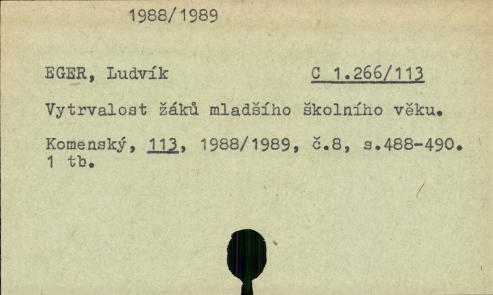 1988/1989
EGER, Ludvík C 1.266/113
Vytrvalost žáků mladšího školního věku.
Komenský, 113, 1988/1989, č.8, s.488-490.
1 tb.